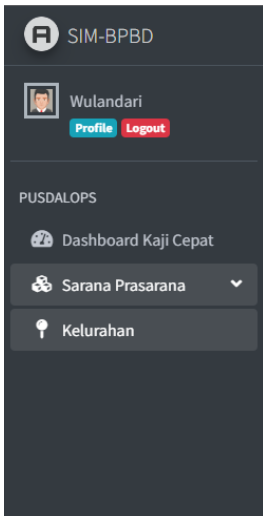 SIM-BPBD
Wulandari
Profile Logout
PUSDALOPS
Dashboard Kaji Cepat
Sarana Prasarana
Kelurahan